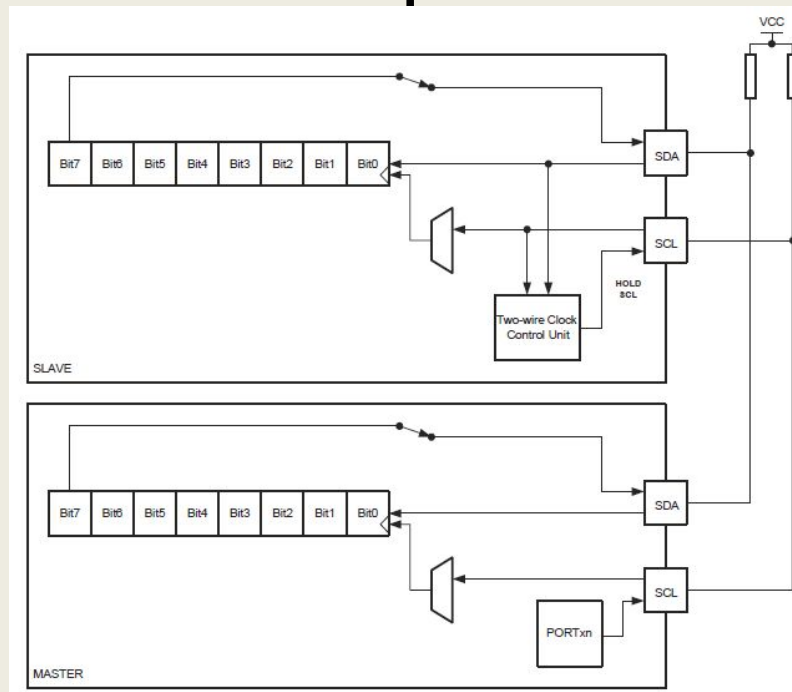 VCC
Bit7 Bit6 Bit5 Bit4 Bit3 Bit2 Bit1 Bit0
SDA
SCL
HOLD
SCL
Two-wire Clock
Control Unit
SLAVE
Bit7 Bit6 Bit5 Bit4 Bit3 Bit2 Bit1 Bit0
SDA
SCL
PORTxn
MASTER